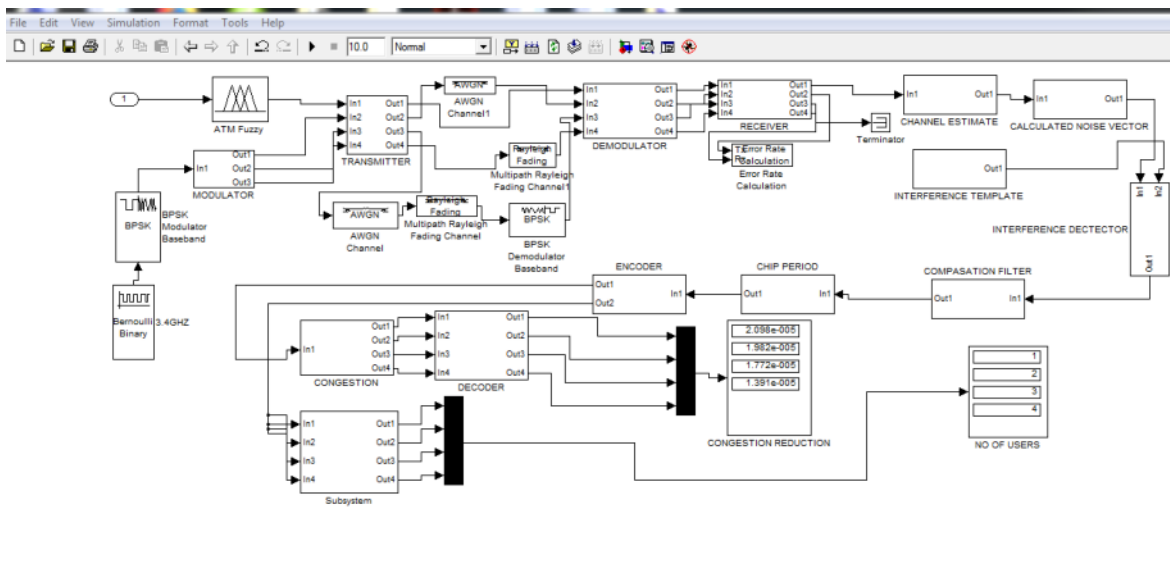 File Edit View Simulation Format Tools Help
10.0 Normal
1
ATM Fuzzy
In1 Out1
In2 Out2
In3 Out3
In4 Out4
TRANSMITTER
AWGN
AWGN
Channel1
In1 Out1
In2 Out2
In3 Out3
In4 Out4
DEMODULATOR
In1 Out1
In2 Out2
In3 Out3
In4 Out4
RECEIVER
Terminator
In1 Out1
CHANNEL ESTIMATE
In1 Out1
CALCULATED NOISE VECTOR
Out1
In1 Out2
Out3
MODULATOR
Rayleigh
Fading
Multipath Rayleigh
Fading Channel1
Error Rate
Calculation
Error Rate
Calculation
Out1
INTERFERENCE TEMPLATE
BPSK
BPSK
Modulator
Baseband
AWGN
AWGN
Channel
Rayleigh
Fading
Multipath Rayleigh
Fading Channel
BPSK
BPSK
Demodulator
Baseband
In1 In2
Out1
INTERFERENCE DECTECTOR
Bernoulli 3.4GHZ
Binary
ENCODER
Out1
In1
Out2
CHIP PERIOD
Out1 In1
COMPASATION FILTER
Out1 In1
Out1
In1 Out2
Out3
Out4
CONGESTION
In1 Out1
In2 Out2
In3 Out3
In4 Out4
DECODER
2.098e-005
1.982e-005
1.772e-005
1.391e-005
CONGESTION REDUCTION
1
2
3
4
NO OF USERS
In1 Out1
In2 Out2
In3 Out3
In4 Out4
Subsystem